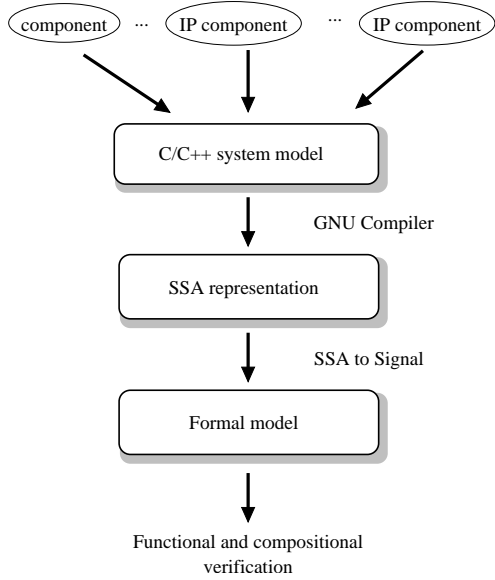 component ... IP component ... IP component
C/C++ system model
GNU Compiler
SSA representation
SSA to Signal
Formal model
Functional and compositional
verification